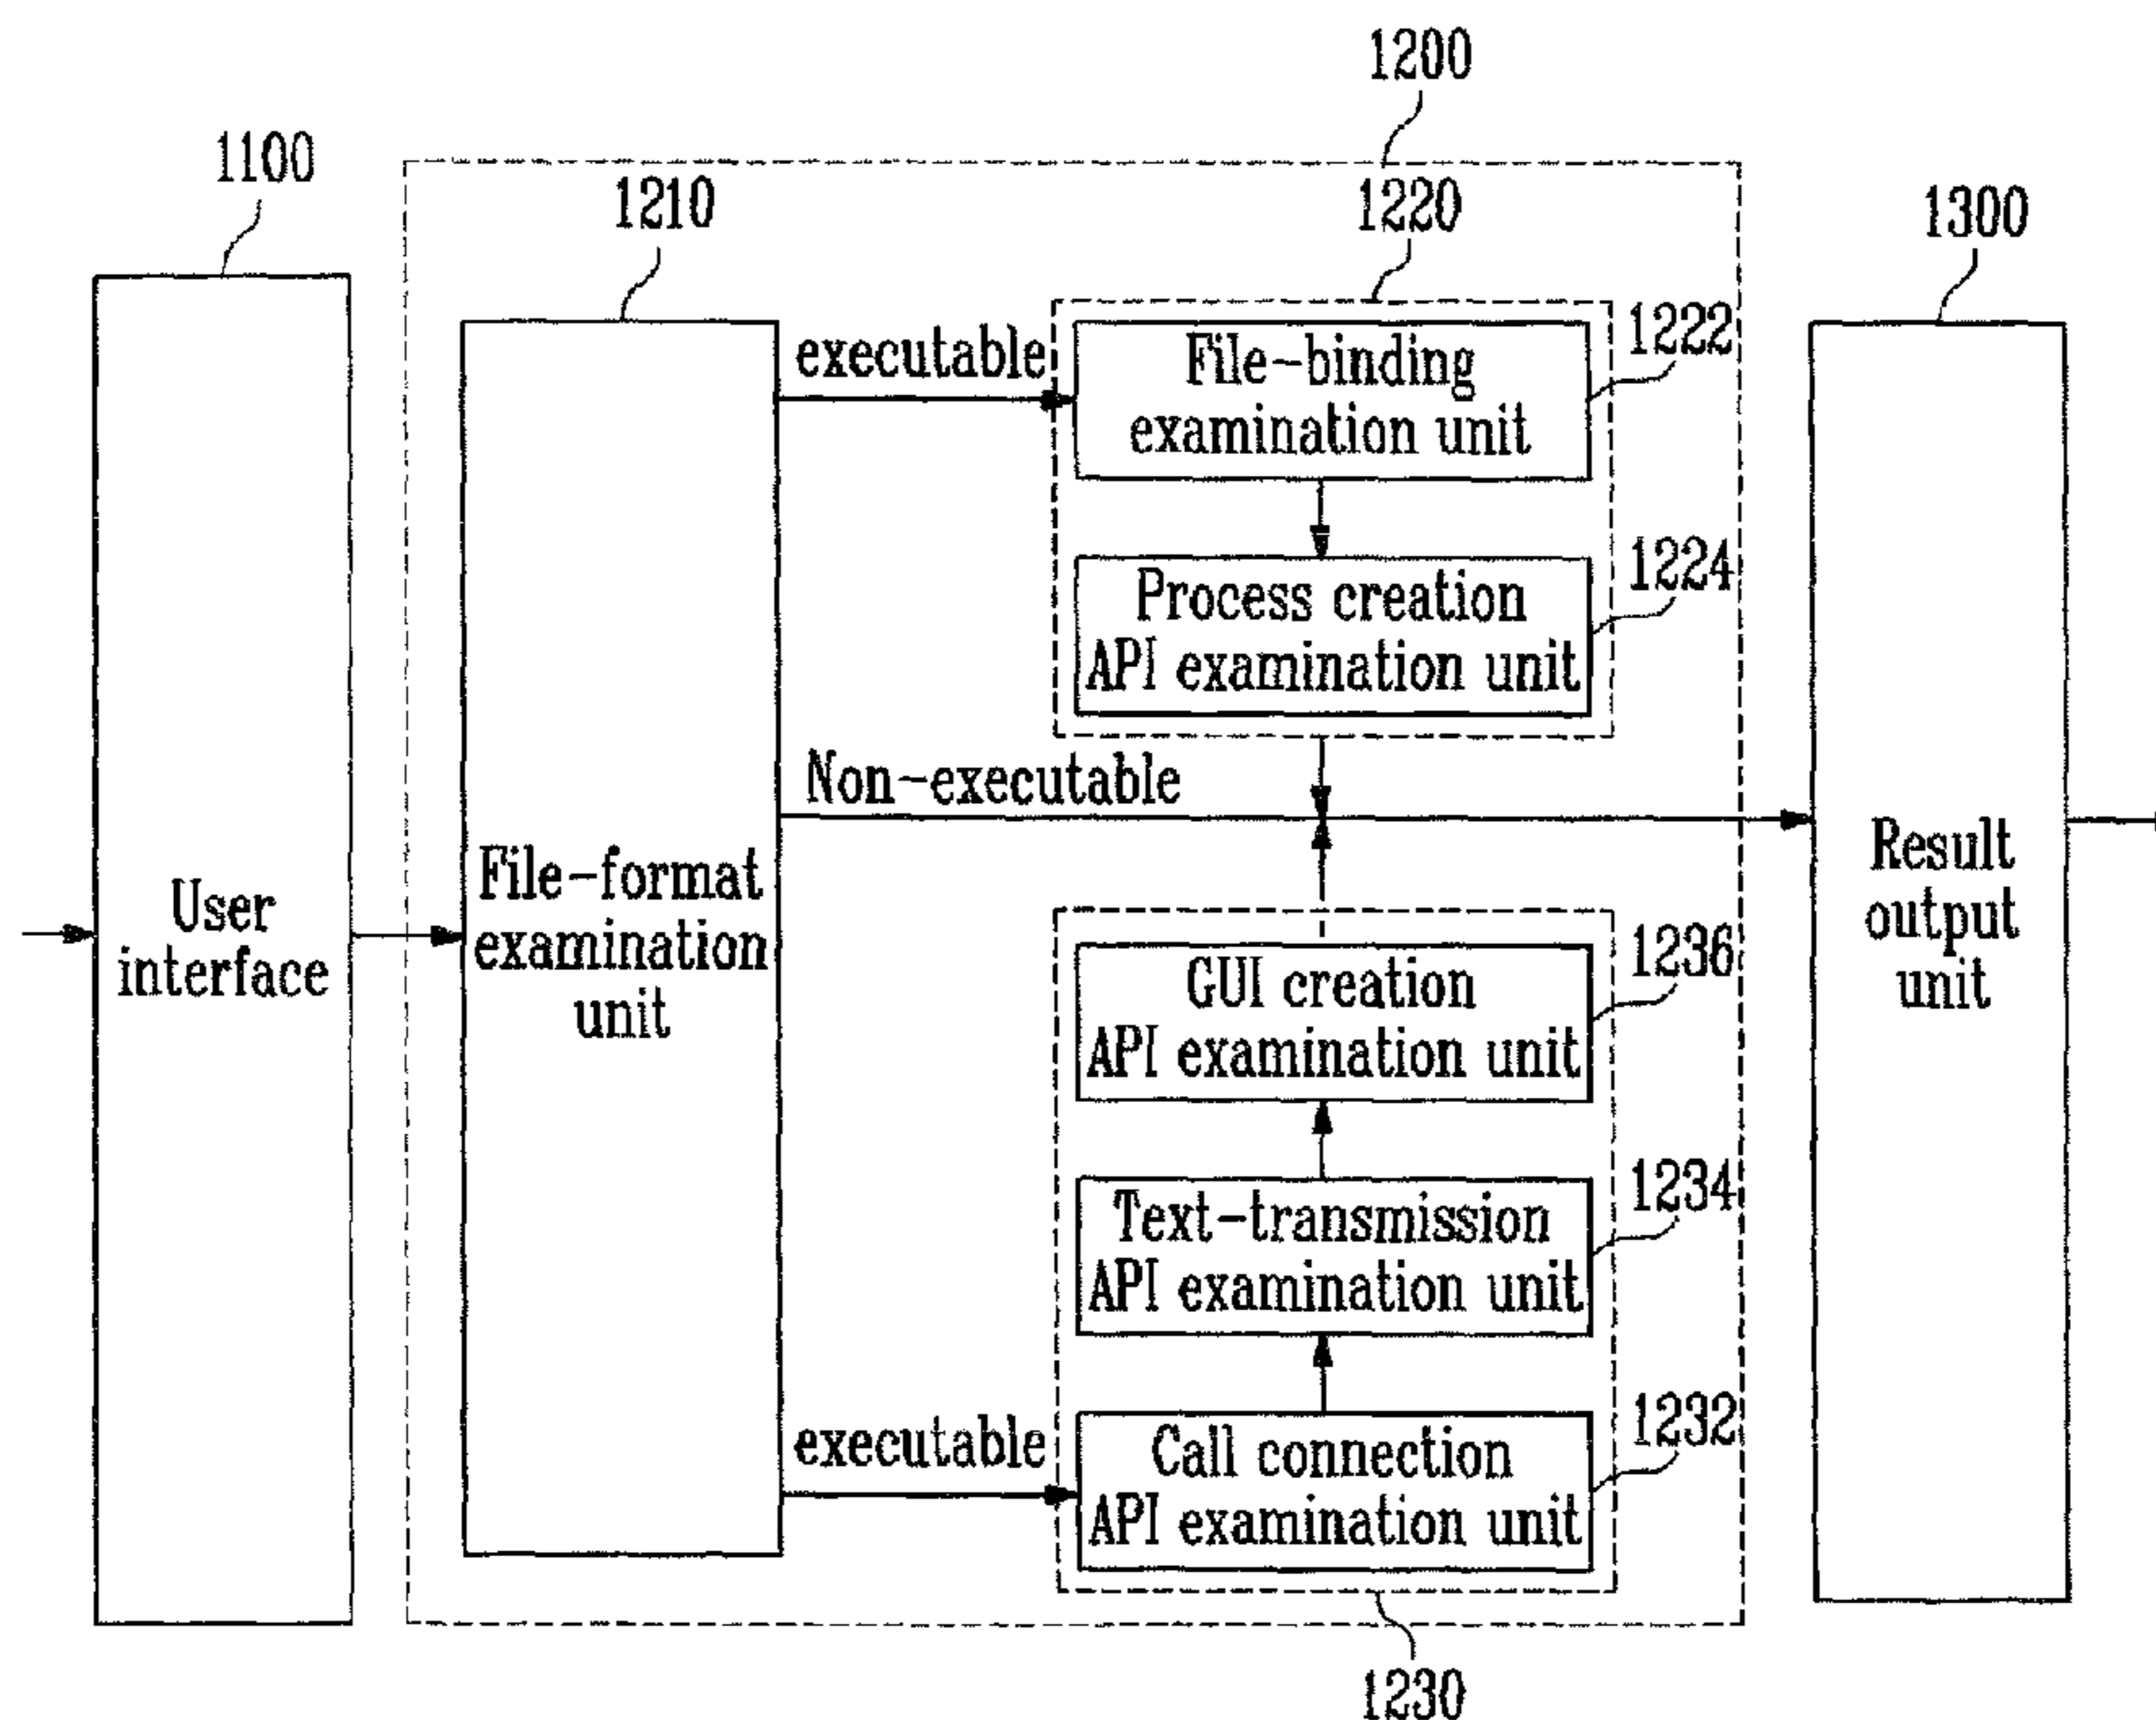 1200
1100
1210
1220
1300
1222
executable
File-binding
examination unit
1224
Process creation
API examination unit
Non-executable
User
interface
File-format
examination
unit
Result
output
unit
1236
GUI creation
API examination unit
1234
Text-transmission
API examination unit
1232
executable
Call connection
API examination unit
1230